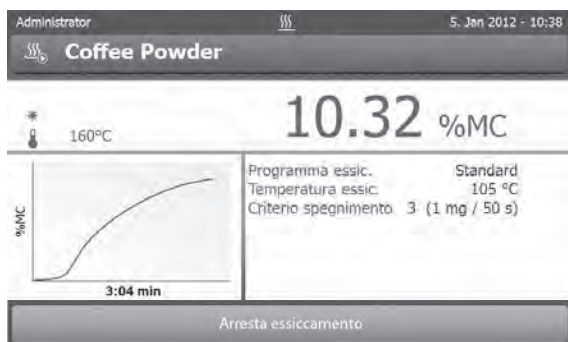 Administrator 5. Jan 2012 - 10:38
Coffee Powder
160°C
10.32 %MC
%MC
3:04 min
Programma essic. Standard
Temperatura essic. 105 °C
Criterio spegnimento 3 (1 mg / 50 s)
Arresta essiccamento